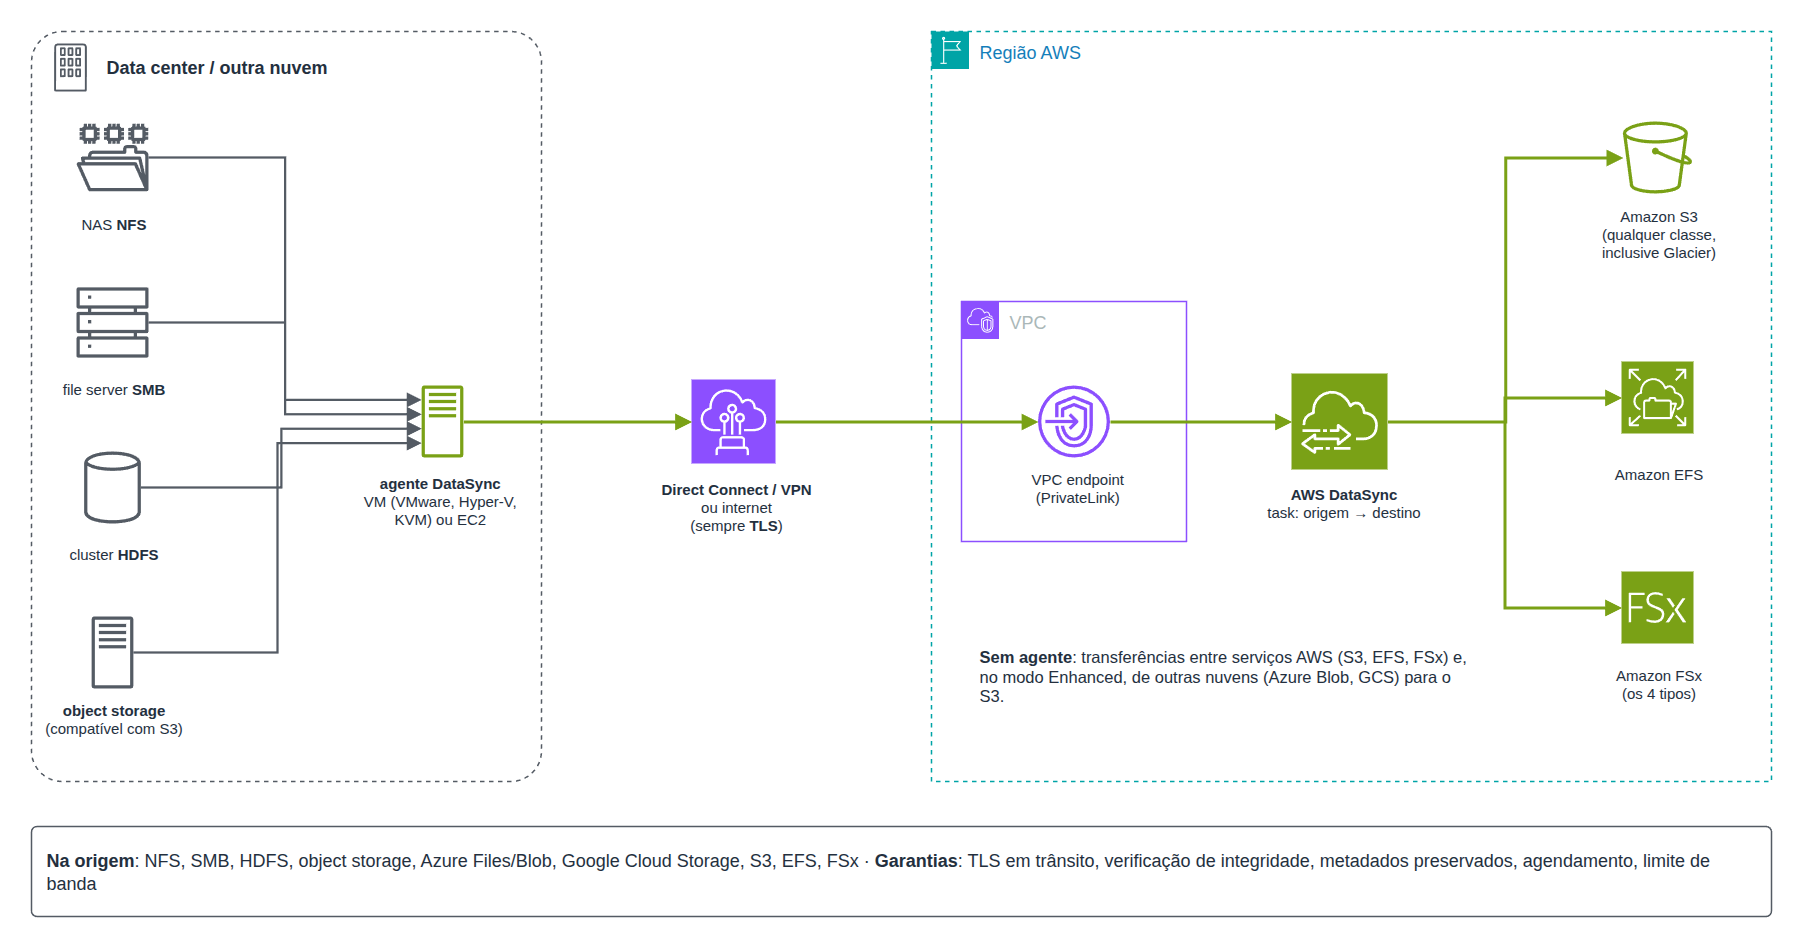 Data center / outra nuvem
NAS NFS
file server SMB
cluster HDFS
object storage
(compatível com S3)
agente DataSync
VM (VMware, Hyper-V,
KVM) ou EC2
Direct Connect / VPN
ou internet
(sempre TLS)
Região AWS
VPC
VPC endpoint
(PrivateLink)
AWS DataSync
task: origem → destino
Amazon S3
(qualquer classe,
inclusive Glacier)
Amazon EFS
FSx
Amazon FSx
(os 4 tipos)
Sem agente: transferências entre serviços AWS (S3, EFS, FSx) e,
no modo Enhanced, de outras nuvens (Azure Blob, GCS) para o
S3.
Na origem: NFS, SMB, HDFS, object storage, Azure Files/Blob, Google Cloud Storage, S3, EFS, FSx · Garantias: TLS em trânsito, verificação de integridade, metadados preservados, agendamento, limite de
banda